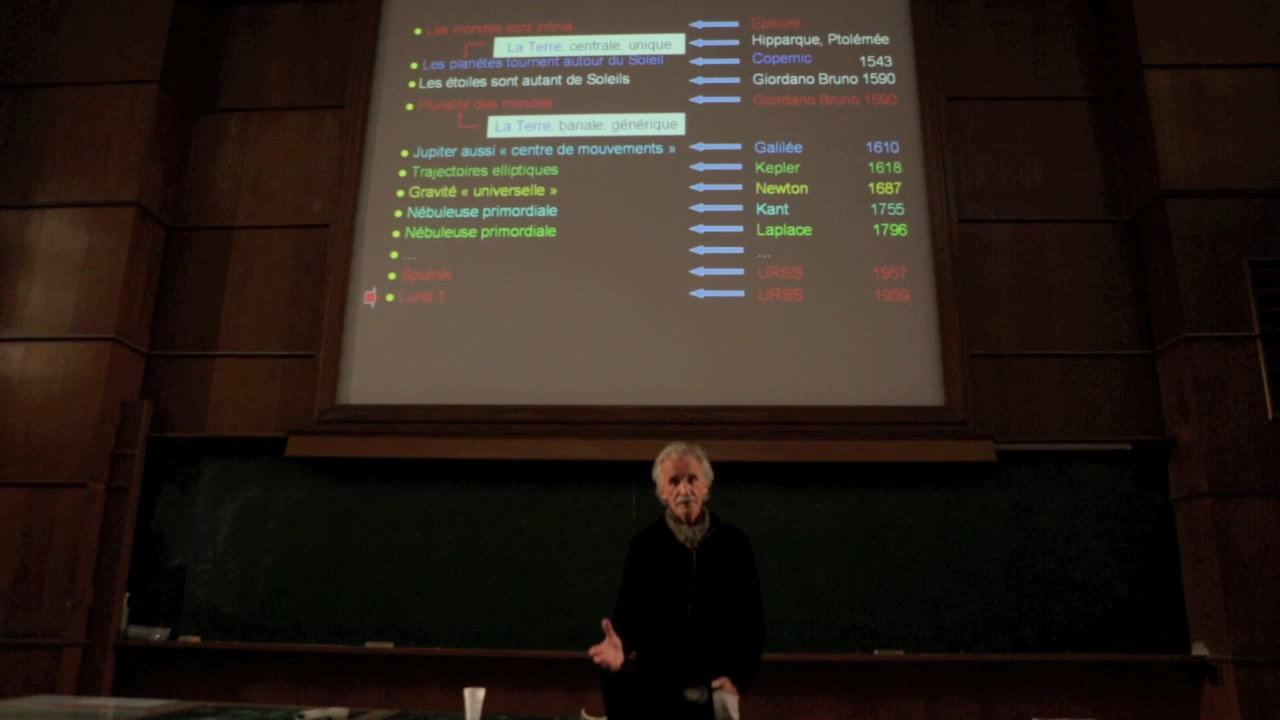 Les mondes sont infinis Epicure
La Terre, centrale, unique Hipparque, Ptolémée
Les planètes tournent autour du Soleil Copernic 1543
Les étoiles sont autant de Soleils Giordano Bruno 1590
Pluralité des mondes Giordano Bruno 1590
La Terre, banale, générique
Jupiter aussi « centre de mouvements » Galilée 1610
Trajectoires elliptiques Kepler 1618
Gravité « universelle » Newton 1687
Nébuleuse primordiale Kant 1755
Nébuleuse primordiale Laplace 1796
... ...
Sputnik URSS 1957
Luna 1 URSS 1959